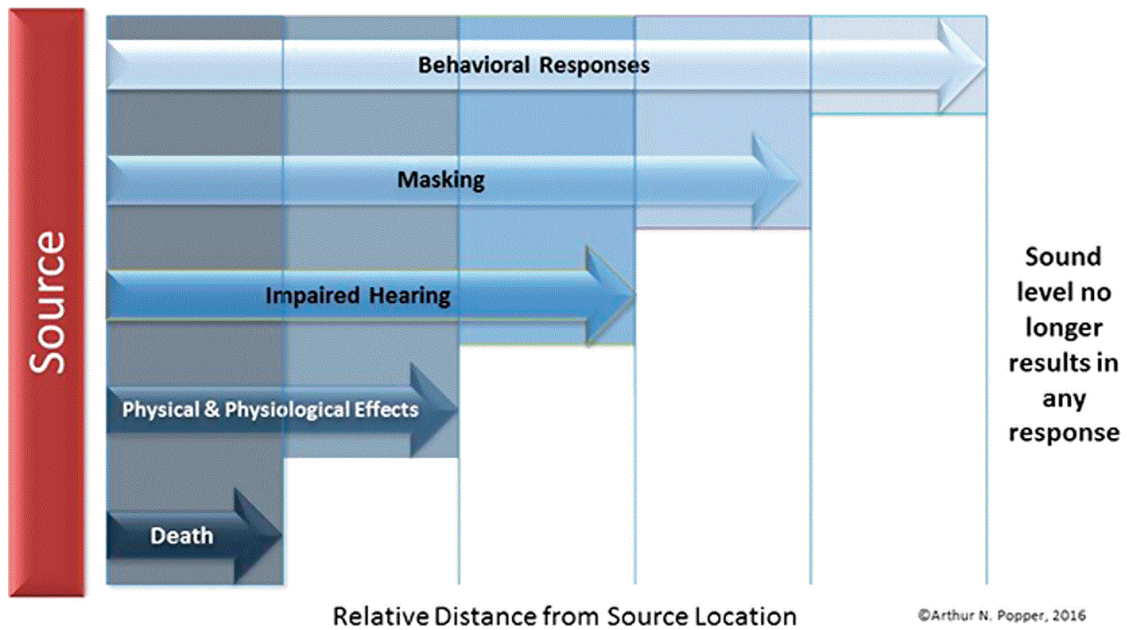 Source
Behavioral Responses
Masking
Impaired Hearing
Physical & Physiological Effects
Death
Sound
level no
longer
results in
any
response
Relative Distance from Source Location
©Arthur N. Popper, 2016